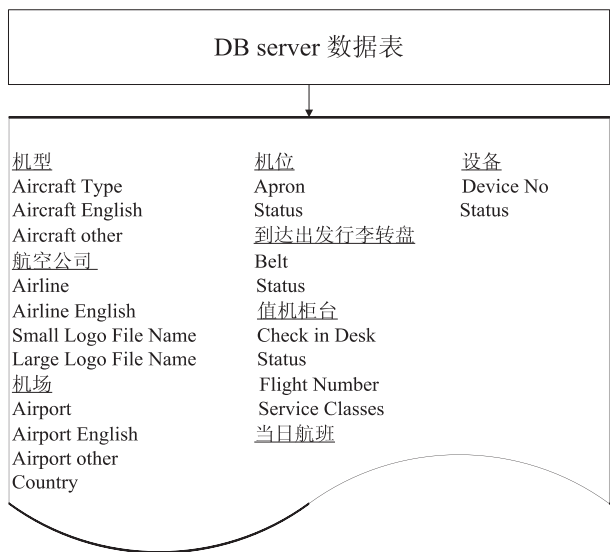 DB server 数据表
机型
Aircraft Type
Aircraft English
Aircraft other
航空公司
Airline
Airline English
Small Logo File Name
Large Logo File Name
机场
Airport
Airport English
Airport other
Country
机位
Apron
Status
到达出发行李转盘
Belt
Status
值机柜台
Check in Desk
Status
Flight Number
Service Classes
当日航班
设备
Device No
Status